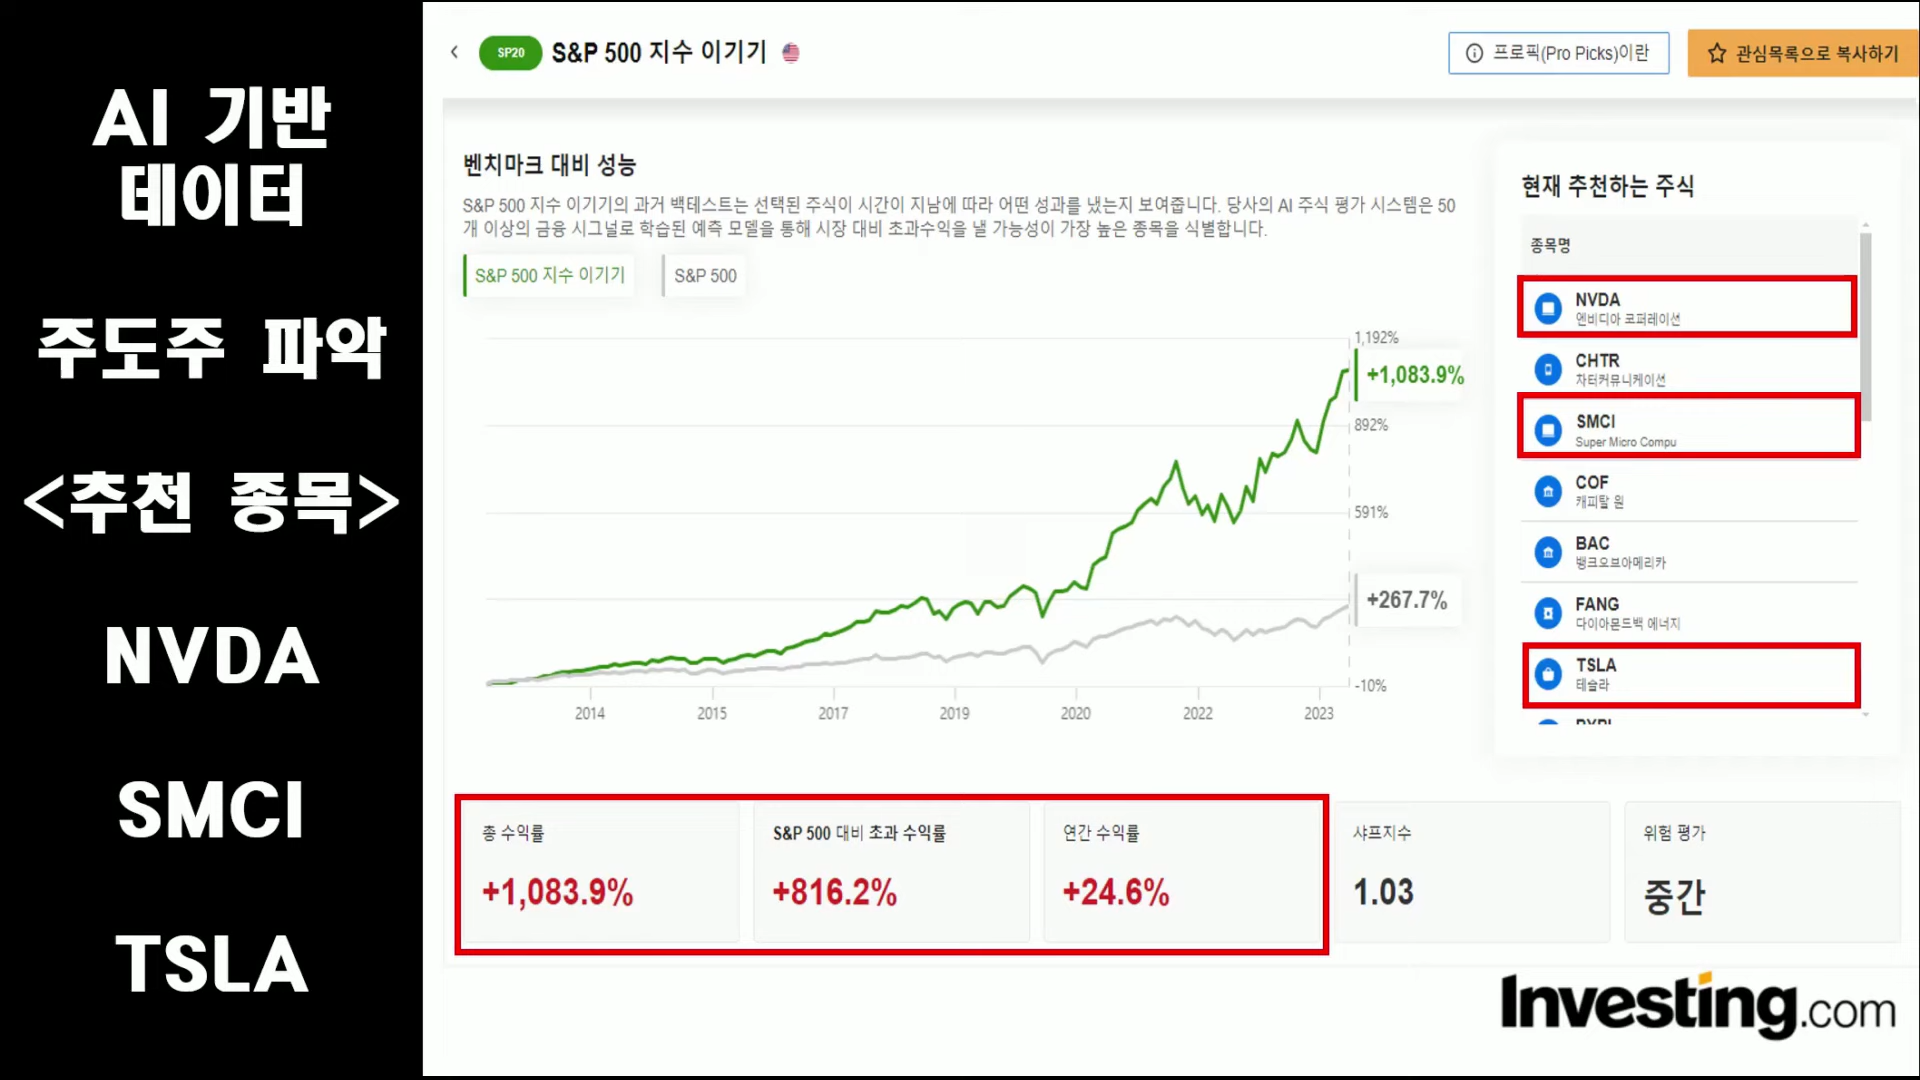 AI 기반
데이터
주도주 파악
<추천 종목>
NVDA
SMCI
TSLA
SP20
S&P 500 지수 이기기
프로픽(Pro Picks)이란
관심목록으로 복사하기
벤치마크 대비 성능
S&P 500 지수 이기기의 과거 백테스트는 선택된 주식이 시간이 지남에 따라 어떤 성과를 냈는지 보여줍니다. 당사의 AI 주식 평가 시스템은 50
개 이상의 금융 시그널로 학습된 예측 모델을 통해 시장 대비 초과수익을 낼 가능성이 가장 높은 종목을 식별합니다.
S&P 500 지수 이기기
S&P 500
1,192%
+1,083.9%
892%
591%
+267.7%
-10%
2014
2015
2017
2019
2020
2022
2023
현재 추천하는 주식
종목명
NVDA
엔비디아 코퍼레이션
CHTR
차터커뮤니케이션
SMCI
Super Micro Compu
COF
캐피탈 원
BAC
뱅크오브아메리카
FANG
다이아몬드백 에너지
TSLA
테슬라
총 수익률
+1,083.9%
S&P 500 대비 초과 수익률
+816.2%
연간 수익률
+24.6%
샤프지수
1.03
위험 평가
중간
Investing.com